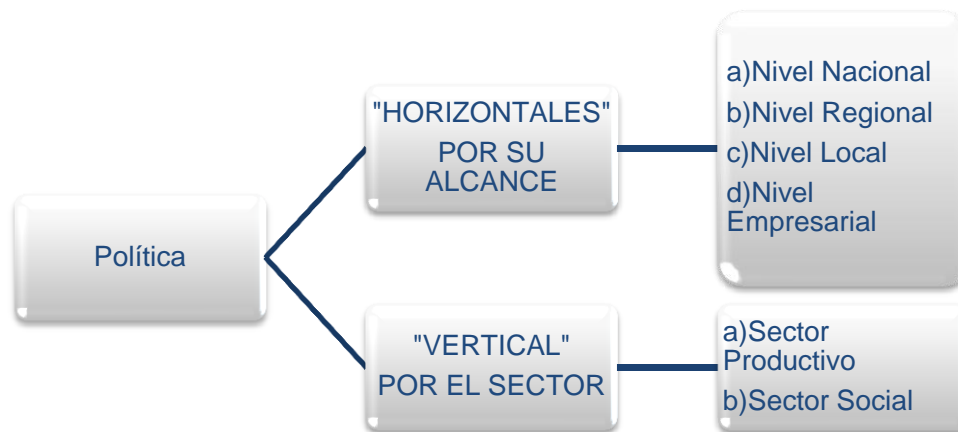 Política
"HORIZONTALES"
POR SU
ALCANCE
a)Nivel Nacional
b)Nivel Regional
c)Nivel Local
d)Nivel
Empresarial
"VERTICAL"
POR EL SECTOR
a)Sector
Productivo
b)Sector Social